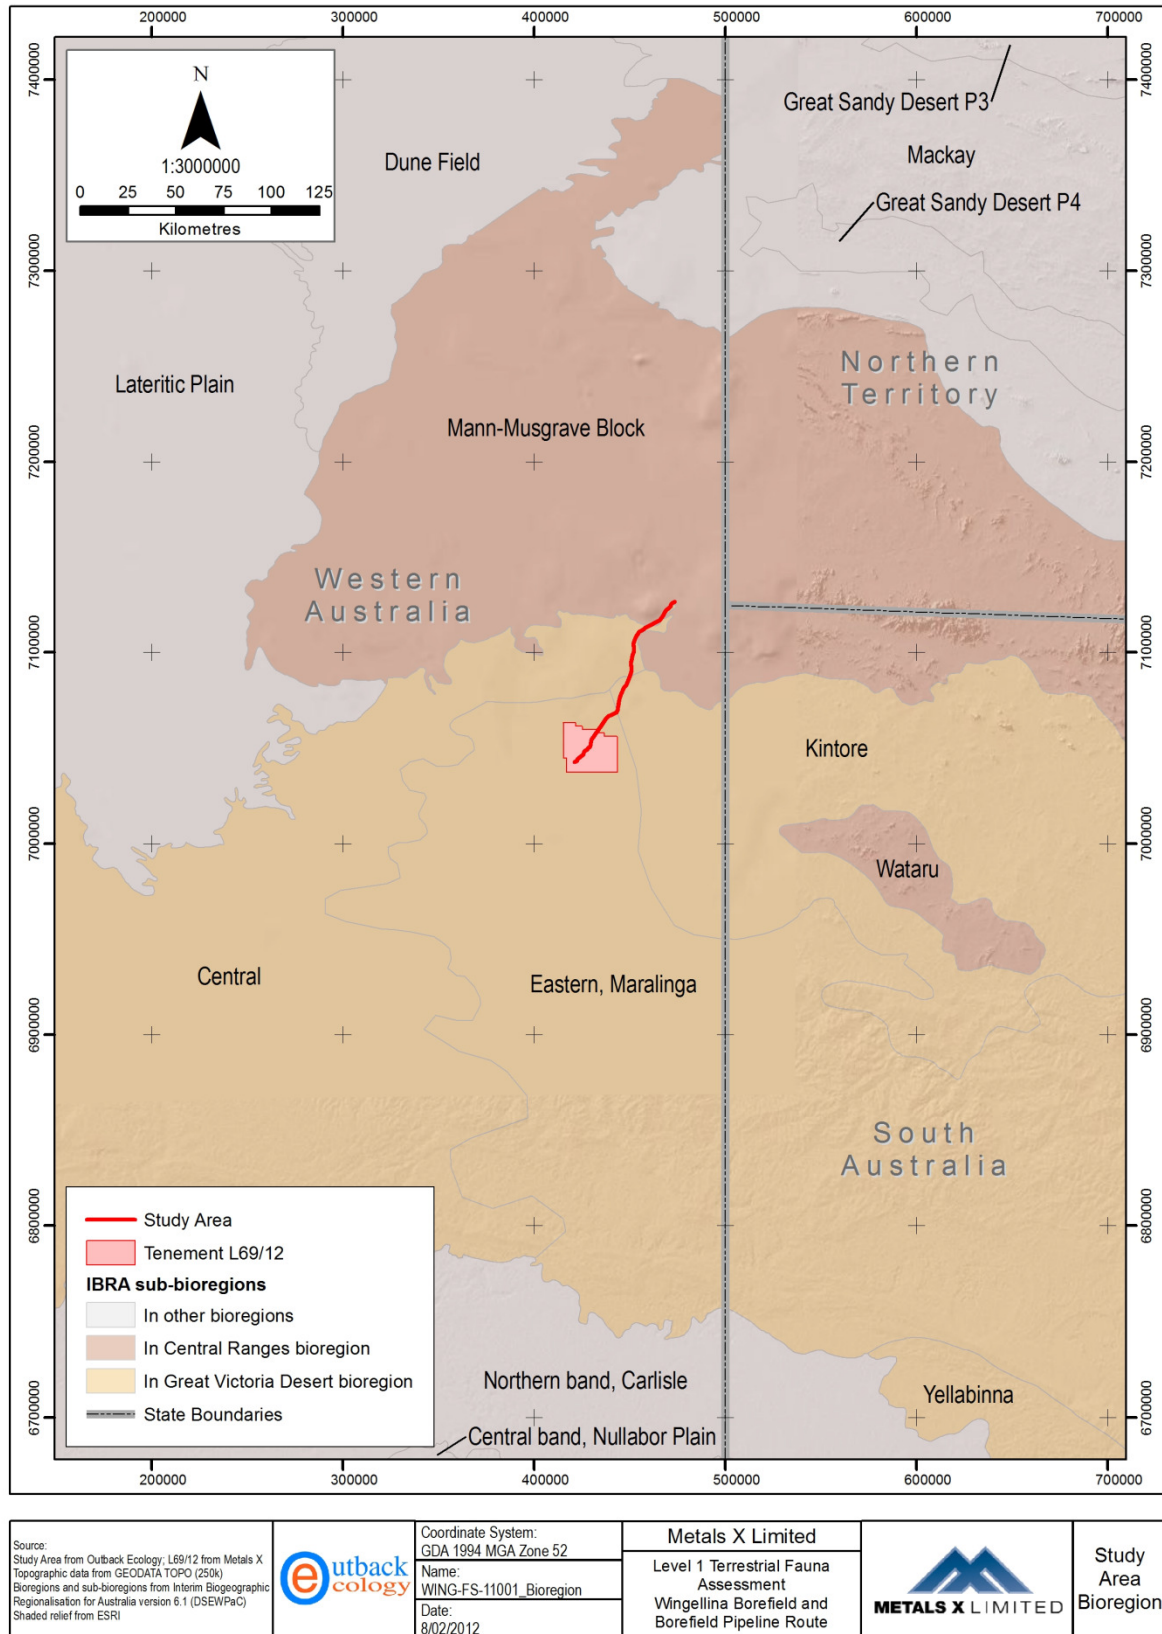 200000 300000 400000 500000 600000 700000
7400000
7300000
7200000
7100000
7000000
6900000
6800000
6700000
N
1:3000000
0 25 50 75 100 125
Kilometres
Dune Field
Great Sandy Desert P3
Mackay
Great Sandy Desert P4
Lateritic Plain
Northern
Territory
Mann-Musgrave Block
Western
Australia
Kintore
Wataru
Central
Eastern, Maralinga
South
Australia
Northern band, Carlisle
Yellabinna
Central band, Nullabor Plain
Study Area
Tenement L69/12
IBRA sub-bioregions
In other bioregions
In Central Ranges bioregion
In Great Victoria Desert bioregion
State Boundaries
7400000
7300000
7200000
7100000
7000000
6900000
6800000
6700000
200000 300000 400000 500000 600000 700000
Source:
Study Area from Outback Ecology; L69/12 from Metals X
Topographic data from GEODATA TOPO (250k)
Bioregions and sub-bioregions from Interim Biogeographic
Regionalisation for Australia version 6.1 (DSEWPaC)
Shaded relief from ESRI
Outback
ecology
Coordinate System:
GDA 1994 MGA Zone 52
Name:
WING-FS-11001_Bioregion
Date:
8/02/2012
Metals X Limited
Level 1 Terrestrial Fauna
Assessment
Wingellina Borefield and
Borefield Pipeline Route
METALS X LIMITED
Study
Area
Bioregion